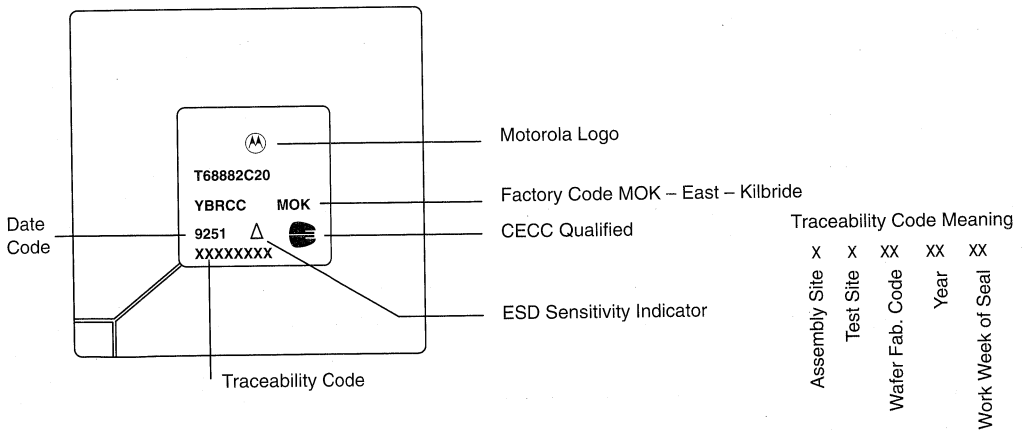 Motorola Logo
T68882C20
YBRCC MOK
Factory Code MOK – East – Kilbride
Date
Code
9251
CECC Qualified
XXXXXXXX
ESD Sensitivity Indicator
Traceability Code
Traceability Code Meaning
X X XX XX XX
Assembly Site
Test Site
Wafer Fab. Code
Year
Work Week of Seal